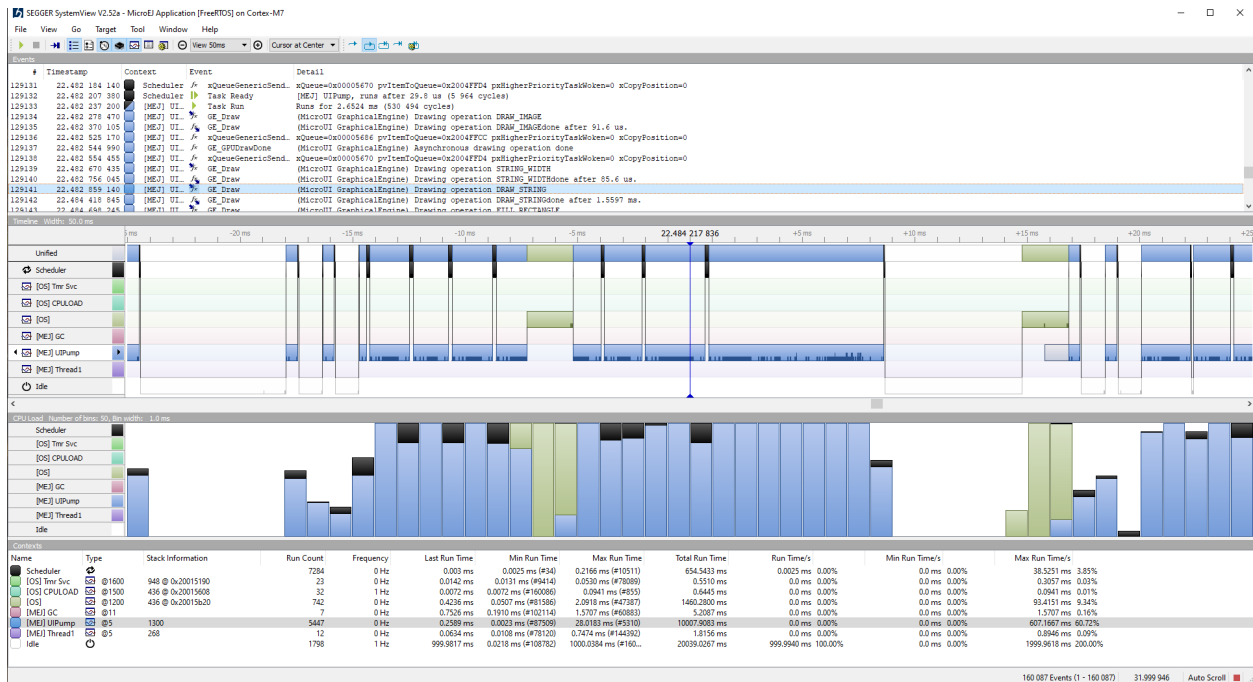 SEGGER SystemView V2.52a - MicroEJ Application [FreeRTOS] on Cortex-M7
File View Go Target Tool Window Help
View 50ms Cursor at Center
Events
# Timestamp Context Event Detail
129131 22.482 184 140 Scheduler xQueueGenericSend… xQueue=0x00005670 pvItemToQueue=0x2004FFD4 pxHigherPriorityTaskWoken=0 xCopyPosition=0
129132 22.482 207 380 Scheduler Task Ready [MEJ] UIPump, runs after 29.8 us (5 964 cycles)
129133 22.482 237 200 [MEJ] UI… Task Run Runs for 2.6524 ms (530 494 cycles)
129134 22.482 278 470 [MEJ] UI… GE_Draw (MicroUI GraphicalEngine) Drawing operation DRAW_IMAGE
129135 22.482 370 105 [MEJ] UI… GE_Draw (MicroUI GraphicalEngine) Drawing operation DRAW_IMAGEdone after 91.6 us.
129136 22.482 525 170 [MEJ] UI… xQueueGenericSend… xQueue=0x00005686 pvItemToQueue=0x2004FFCC pxHigherPriorityTaskWoken=0 xCopyPosition=0
129137 22.482 544 990 [MEJ] UI… GE_GPUDrawDone (MicroUI GraphicalEngine) Asynchronous drawing operation done
129138 22.482 554 455 [MEJ] UI… xQueueGenericSend… xQueue=0x00005670 pvItemToQueue=0x2004FFD4 pxHigherPriorityTaskWoken=0 xCopyPosition=0
129139 22.482 670 435 [MEJ] UI… GE_Draw (MicroUI GraphicalEngine) Drawing operation STRING_WIDTH
129140 22.482 756 045 [MEJ] UI… GE_Draw (MicroUI GraphicalEngine) Drawing operation STRING_WIDTHdone after 85.6 us.
129141 22.482 859 140 [MEJ] UI… GE_Draw (MicroUI GraphicalEngine) Drawing operation DRAW_STRING
129142 22.484 418 845 [MEJ] UI… GE_Draw (MicroUI GraphicalEngine) Drawing operation DRAW_STRINGdone after 1.5597 ms.
129143 22.484 698 245 [MEJ] UI… GE_Draw (MicroUI GraphicalEngine) Drawing operation FILL_RECTANGLE
Timeline Width: 50.0 ms
ms -20 ms -15 ms -10 ms -5 ms 22.484 217 836 +5 ms +10 ms +15 ms +20 ms +25
Unified
Scheduler
[OS] Tmr Svc
[OS] CPULOAD
[OS]
[MEJ] GC
[MEJ] UIPump
[MEJ] Thread1
Idle
CPU Load Number of bins: 50, Bin width: 1.0 ms
Scheduler
[OS] Tmr Svc
[OS] CPULOAD
[OS]
[MEJ] GC
[MEJ] UIPump
[MEJ] Thread1
Idle
Contexts
Name Type Stack Information Run Count Frequency Last Run Time Min Run Time Max Run Time Total Run Time Run Time/s Min Run Time/s Max Run Time/s
Scheduler 7284 0 Hz 0.003 ms 0.0025 ms (#34) 0.2166 ms (#10511) 654.5433 ms 0.0025 ms 0.00% 0.0 ms 0.00% 38.5251 ms 3.85%
[OS] Tmr Svc @1600 948 @ 0x20015190 23 0 Hz 0.0142 ms 0.0131 ms (#9414) 0.0530 ms (#78089) 0.5510 ms 0.0 ms 0.00% 0.0 ms 0.00% 0.3057 ms 0.03%
[OS] CPULOAD @1500 436 @ 0x20015608 32 1 Hz 0.0072 ms 0.0072 ms (#160086) 0.0941 ms (#855) 0.6445 ms 0.0 ms 0.00% 0.0 ms 0.00% 0.0941 ms 0.01%
[OS] @1200 436 @ 0x20015b20 742 0 Hz 0.4236 ms 0.0507 ms (#81586) 2.0918 ms (#47387) 1460.2800 ms 0.0 ms 0.00% 0.0 ms 0.00% 93.4151 ms 9.34%
[MEJ] GC @11 7 0 Hz 0.7526 ms 0.1910 ms (#102114) 1.5707 ms (#60883) 5.2087 ms 0.0 ms 0.00% 0.0 ms 0.00% 1.5707 ms 0.16%
[MEJ] UIPump @5 1300 5447 0 Hz 0.2589 ms 0.0023 ms (#87509) 28.0183 ms (#5310) 10007.9083 ms 0.0 ms 0.00% 0.0 ms 0.00% 607.1667 ms 60.72%
[MEJ] Thread1 @5 268 12 0 Hz 0.0634 ms 0.0108 ms (#78120) 0.7474 ms (#144392) 1.8156 ms 0.0 ms 0.00% 0.0 ms 0.00% 0.8946 ms 0.09%
Idle 1798 1 Hz 999.9817 ms 0.0218 ms (#108782) 1000.0384 ms (#160… 20039.0267 ms 999.9940 ms 100.00% 0.0 ms 0.00% 1999.9618 ms 200.00%
160 087 Events (1 - 160 087) 31.999 946 Auto Scroll